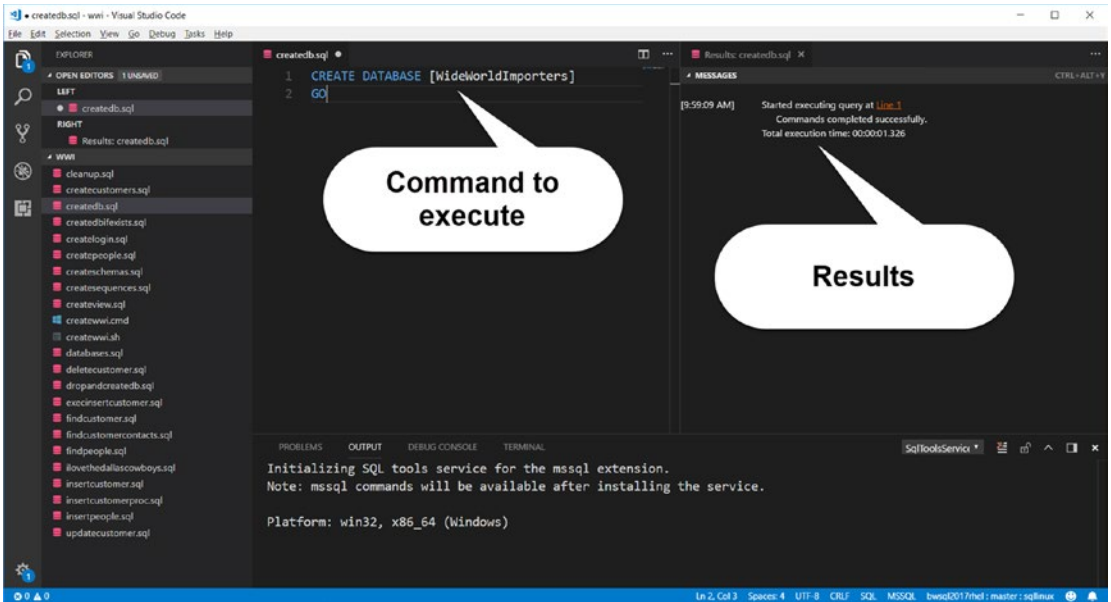 ● createdb.sql - wwi - Visual Studio Code
File Edit Selection View Go Debug Tasks Help
EXPLORER
OPEN EDITORS 1 UNSAVED
LEFT
● createdb.sql
RIGHT
Results: createdb.sql
WWI
cleanup.sql
createcustomers.sql
createdb.sql
createdbifexists.sql
createlogin.sql
createpeople.sql
createschemas.sql
createsequences.sql
createview.sql
createwwi.cmd
createwwi.sh
databases.sql
deletecustomer.sql
dropandcreatedb.sql
execinsertcustomer.sql
findcustomer.sql
findcustomercontacts.sql
findpeople.sql
ilovethedallascowboys.sql
insertcustomer.sql
insertcustomerproc.sql
insertpeople.sql
updatecustomer.sql
createdb.sql ●
1 CREATE DATABASE [WideWorldImporters]
2 GO
Command to
execute
Results: createdb.sql ×
MESSAGES CTRL+ALT+Y
[9:59:09 AM] Started executing query at Line 1
Commands completed successfully.
Total execution time: 00:00:01.326
Results
PROBLEMS OUTPUT DEBUG CONSOLE TERMINAL SqlToolsService
Initializing SQL tools service for the mssql extension.
Note: mssql commands will be available after installing the service.
Platform: win32, x86_64 (Windows)
1
1
0 0 Ln 2, Col 3 Spaces: 4 UTF-8 CRLF SQL MSSQL bwsql2017rhel : master : sqllinux